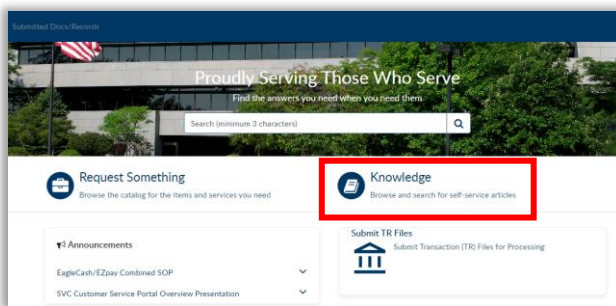 Submitted Docs/Records
Proudly Serving Those Who Serve
Find the answers you need when you need them
Search (minimum 3 characters)
Request Something
Browse the catalog for the items and services you need
Knowledge
Browse and search for self-service articles
Announcements
EagleCash/EZpay Combined SOP
SVC Customer Service Portal Overview Presentation
Submit TR Files
Submit Transaction (TR) Files for Processing